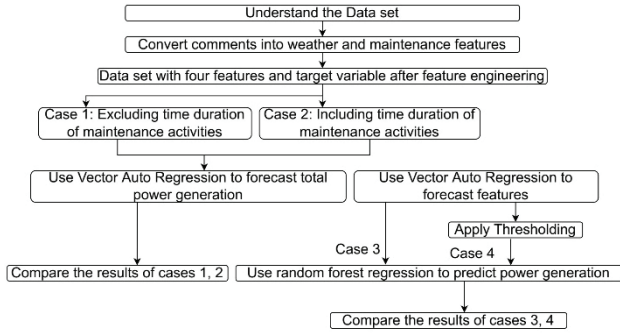 Understand the Data set
Convert comments into weather and maintenance features
Data set with four features and target variable after feature engineering
Case 1: Excluding time duration
of maintenance activities
Case 2: Including time duration of
maintenance activities
Use Vector Auto Regression to forecast total
power generation
Use Vector Auto Regression to
forecast features
Apply Thresholding
Case 3
Case 4
Compare the results of cases 1, 2
Use random forest regression to predict power generation
Compare the results of cases 3, 4